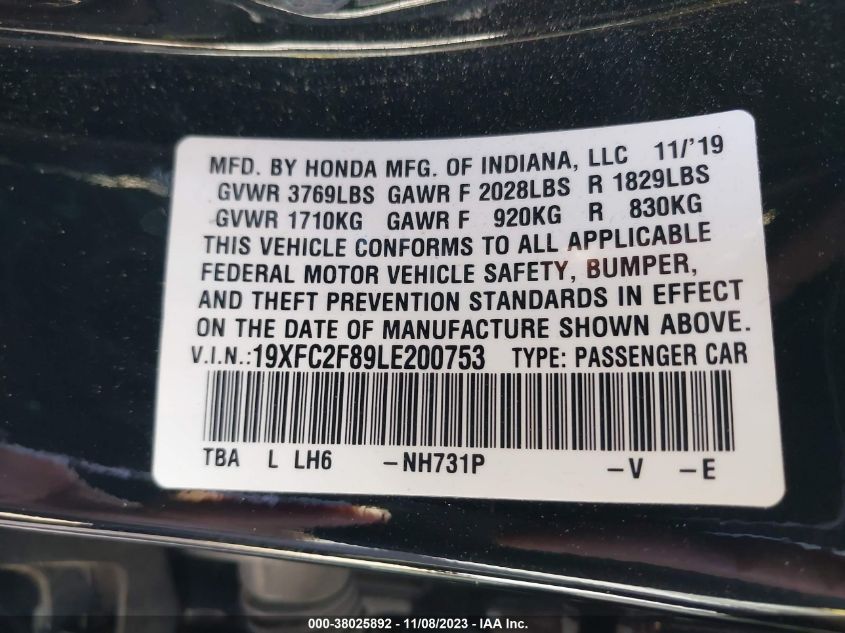 MFD. BY HONDA MFG. OF INDIANA, LLC 11/'19
GVWR 3769LBS GAWR F 2028LBS R 1829LBS
GVWR 1710KG GAWR F 920KG R 830KG
THIS VEHICLE CONFORMS TO ALL APPLICABLE
FEDERAL MOTOR VEHICLE SAFETY, BUMPER,
AND THEFT PREVENTION STANDARDS IN EFFECT
ON THE DATE OF MANUFACTURE SHOWN ABOVE.
V.I.N.:19XFC2F89LE200753 TYPE: PASSENGER CAR
TBA L LH6 –NH731P –V –E
000-38025892 — 11/08/2023 — IAA Inc.